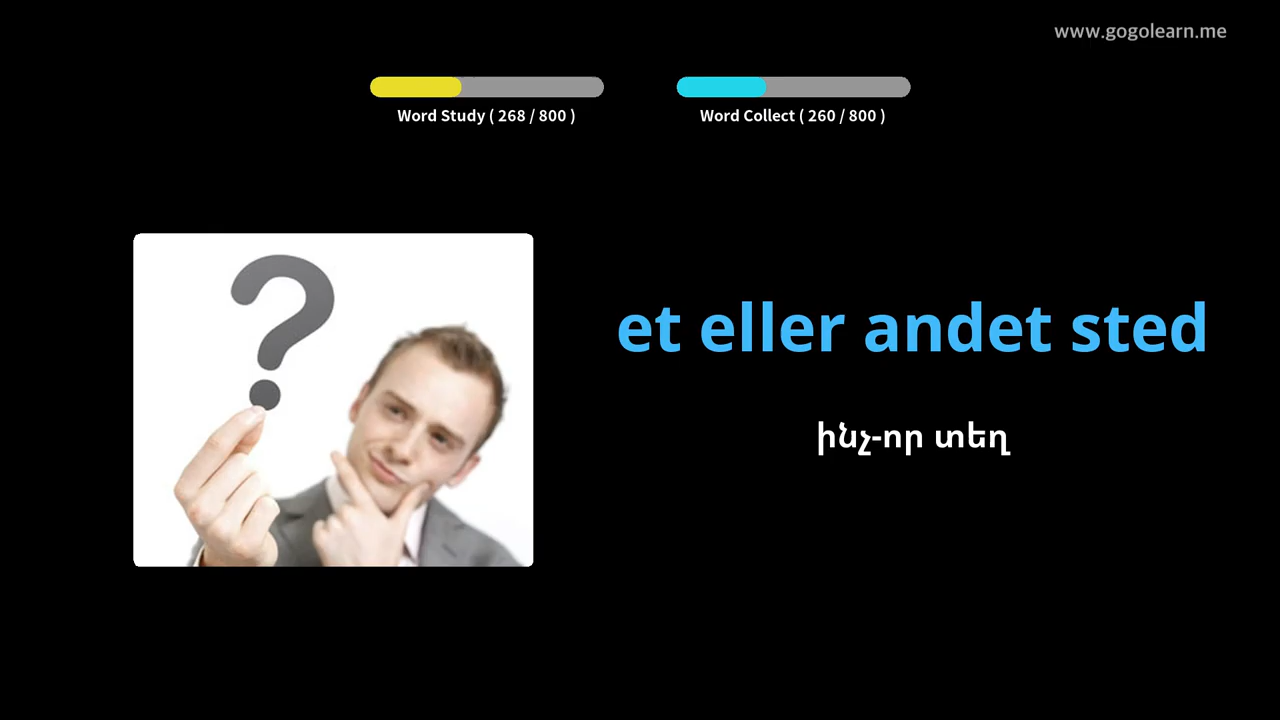 www.gogolearn.me
Word Study ( 268 / 800 )
Word Collect ( 260 / 800 )
et eller andet sted
ինչ-որ տեղ